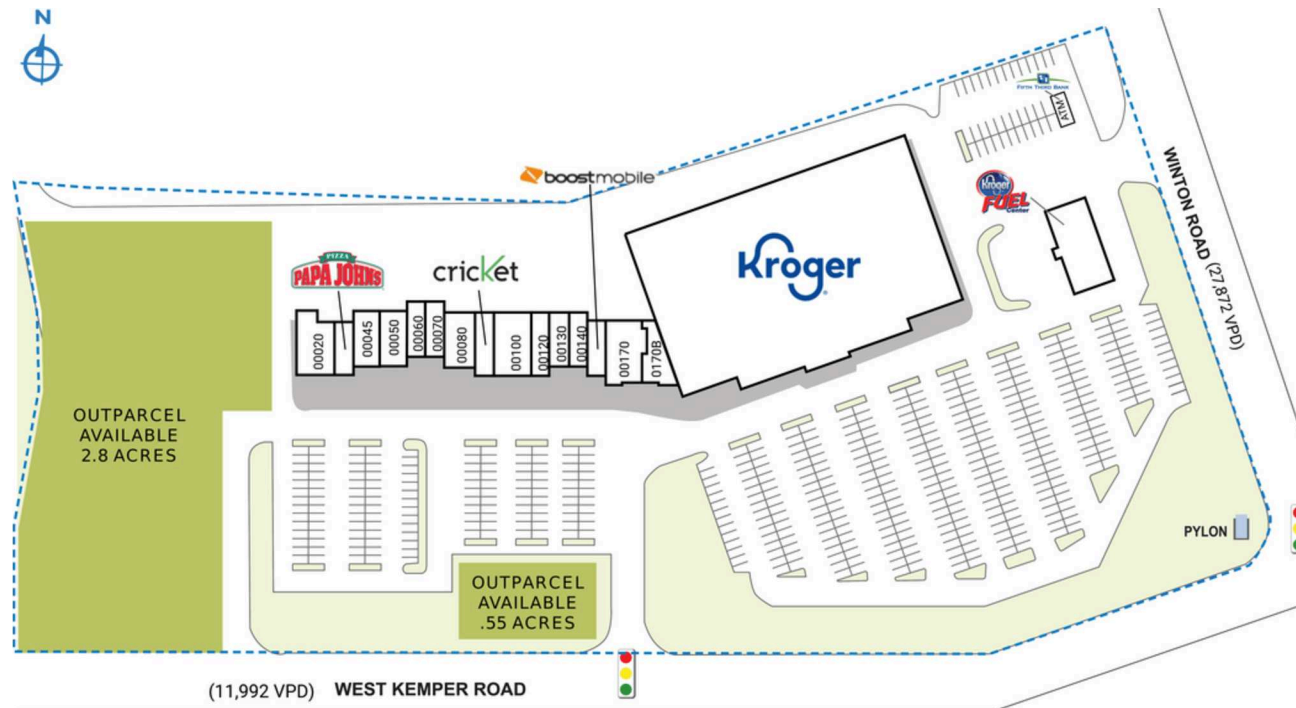 N
FIFTH THIRD BANK
ATM
WINTON ROAD (27,872 VPD)
boostmobile
Kroger
FUEL
Center
PIZZA
PAPA JOHNS
cricket
Kroger
00020
00045
00050
00060
00070
00080
00100
00120
00130
00140
00170
0170B
OUTPARCEL
AVAILABLE
2.8 ACRES
PYLON
OUTPARCEL
AVAILABLE
.55 ACRES
(11,992 VPD) WEST KEMPER ROAD